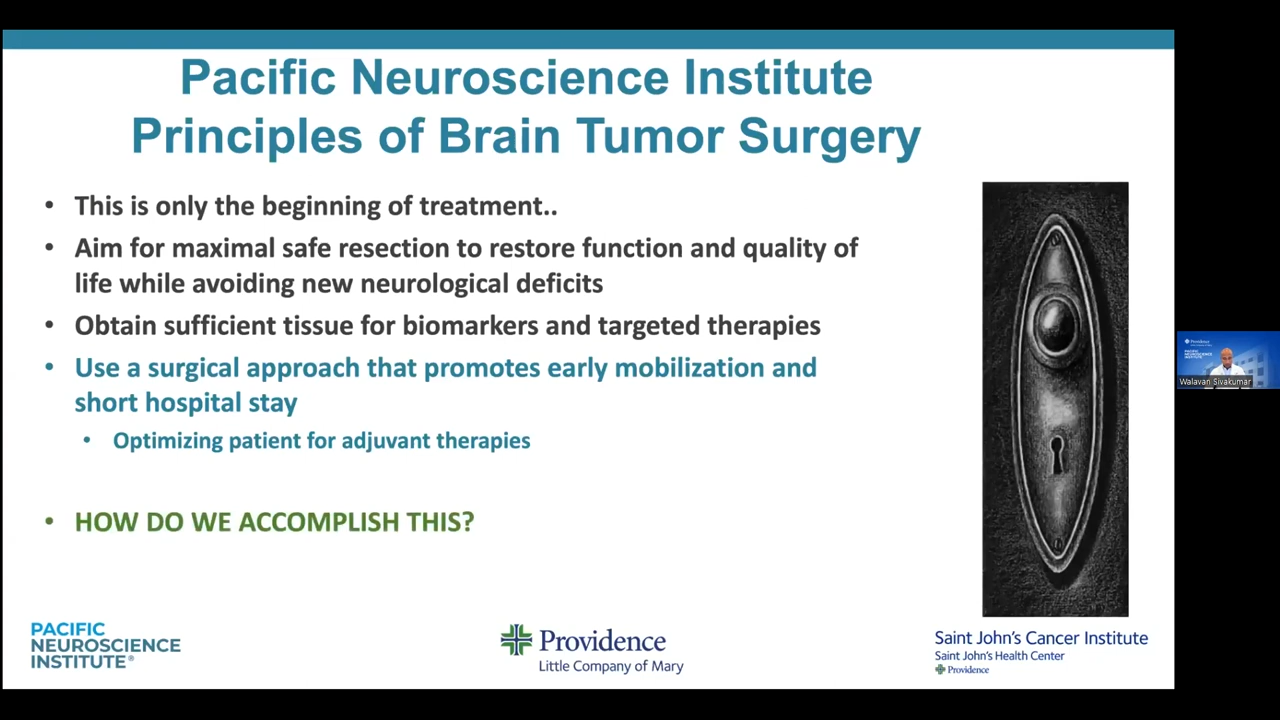 Pacific Neuroscience Institute
Principles of Brain Tumor Surgery
• This is only the beginning of treatment..
• Aim for maximal safe resection to restore function and quality of
life while avoiding new neurological deficits
• Obtain sufficient tissue for biomarkers and targeted therapies
• Use a surgical approach that promotes early mobilization and
short hospital stay
• Optimizing patient for adjuvant therapies
• HOW DO WE ACCOMPLISH THIS?
PACIFIC
NEUROSCIENCE
INSTITUTE®
Providence
Little Company of Mary
Saint John's Cancer Institute
Saint John's Health Center
Providence
Providence
PACIFIC
NEUROSCIENCE
INSTITUTE
Walavan Sivakumar